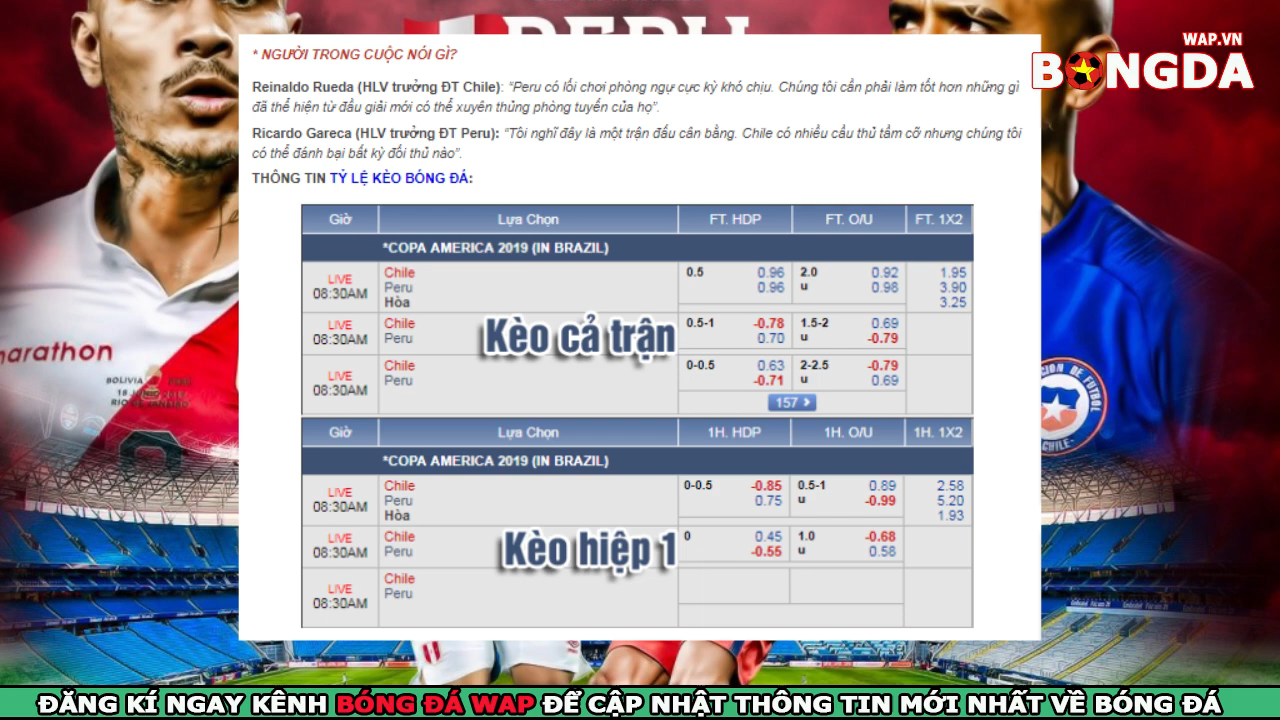 PERU
WAP.VN
BONGDA
* NGƯỜI TRONG CUỘC NÓI GÌ?
Reinaldo Rueda (HLV trưởng ĐT Chile): “Peru có lối chơi phòng ngự cực kỳ khó chịu. Chúng tôi cần phải làm tốt hơn những gì
đã thể hiện từ đầu giải mới có thể xuyên thủng phòng tuyến của họ”.
Ricardo Gareca (HLV trưởng ĐT Peru): “Tôi nghĩ đây là một trận đấu cân bằng. Chile có nhiều cầu thủ tầm cỡ nhưng chúng tôi
có thể đánh bại bất kỳ đối thủ nào”.
THÔNG TIN TỶ LỆ KÈO BÓNG ĐÁ:
Giờ Lựa Chọn FT. HDP FT. O/U FT. 1X2
*COPA AMERICA 2019 (IN BRAZIL)
LIVE 08:30AM
Chile 0.5 0.96 2.0 0.92 1.95
Peru 0.96 u 0.98 3.90
Hòa 3.25
LIVE 08:30AM
Chile 0.5-1 -0.78 1.5-2 0.69
Peru 0.70 u -0.79
Kèo cả trận
LIVE 08:30AM
Chile 0-0.5 0.63 2-2.5 -0.79
Peru -0.71 u 0.69
157
Giờ Lựa Chọn 1H. HDP 1H. O/U 1H. 1X2
*COPA AMERICA 2019 (IN BRAZIL)
LIVE 08:30AM
Chile 0-0.5 -0.85 0.5-1 0.89 2.58
Peru 0.75 u -0.99 5.20
Hòa 1.93
LIVE 08:30AM
Chile 0 0.45 1.0 -0.68
Peru -0.55 u 0.58
Kèo hiệp 1
LIVE 08:30AM
Chile
Peru
marathon
BOLIVIA PERU
RIO DE JANEIRO
CHILE
ĐĂNG KÍ NGAY KÊNH BÓNG ĐÁ WAP ĐỂ CẬP NHẬT THÔNG TIN MỚI NHẤT VỀ BÓNG ĐÁ